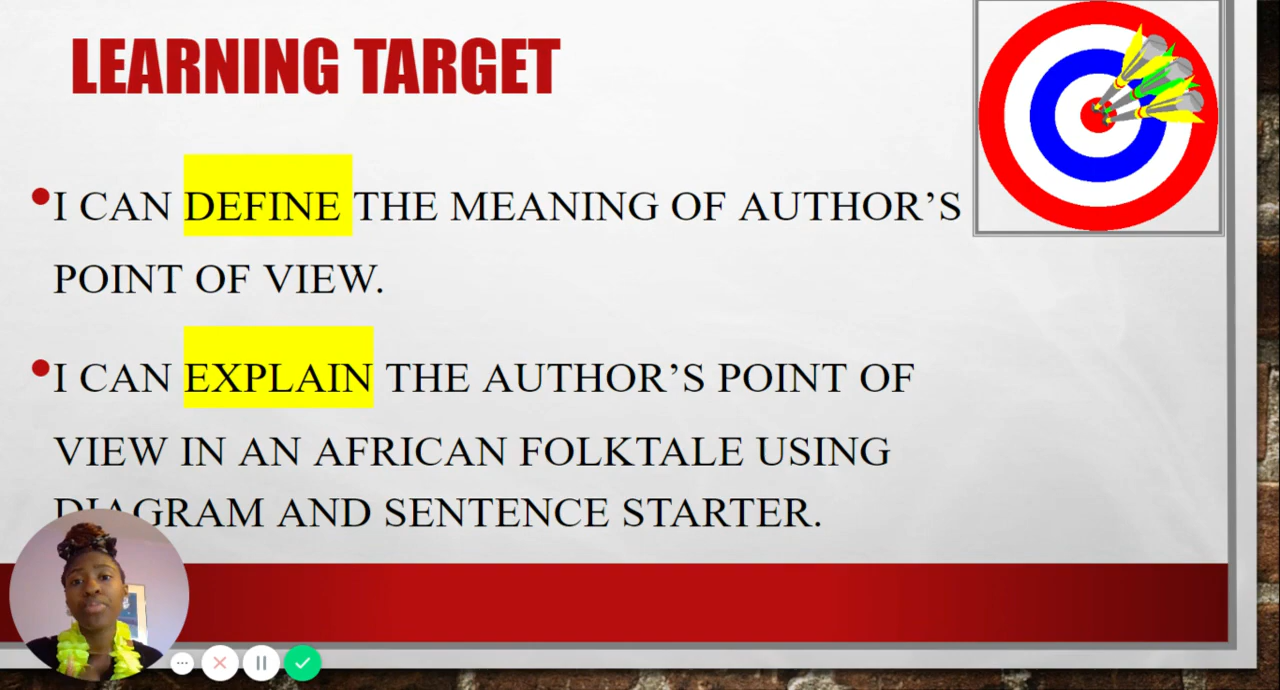 LEARNING TARGET
•I CAN DEFINE THE MEANING OF AUTHOR’S
POINT OF VIEW.
•I CAN EXPLAIN THE AUTHOR’S POINT OF
VIEW IN AN AFRICAN FOLKTALE USING
DIAGRAM AND SENTENCE STARTER.